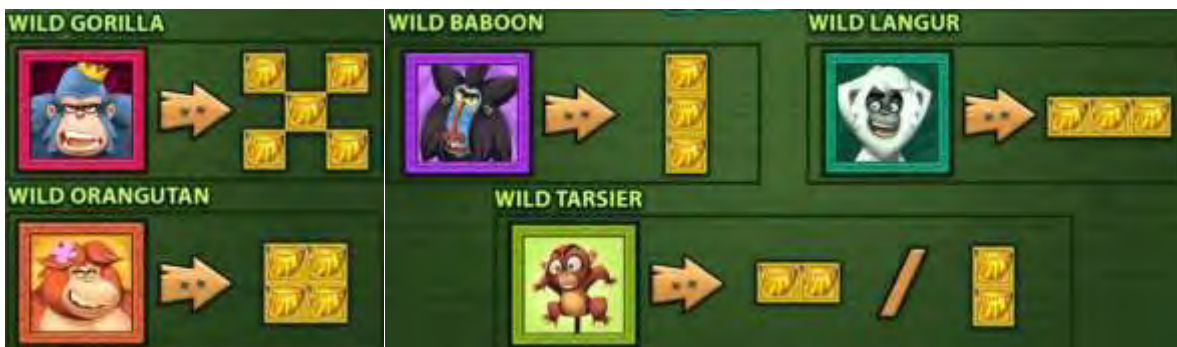 WILD GORILLA
WILD BABOON
WILD LANGUR
WILD ORANGUTAN
WILD TARSIER